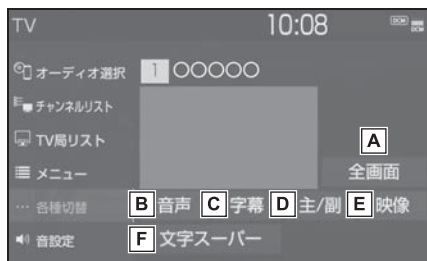 TV 10:08 DCM DCM
オーディオ選択 1 ○○○○○
チャンネルリスト
TV局リスト
A
メニュー 全画面
… 各種切替 B 音声 C 字幕 D 主/副 E 映像
音設定 F 文字スーパー